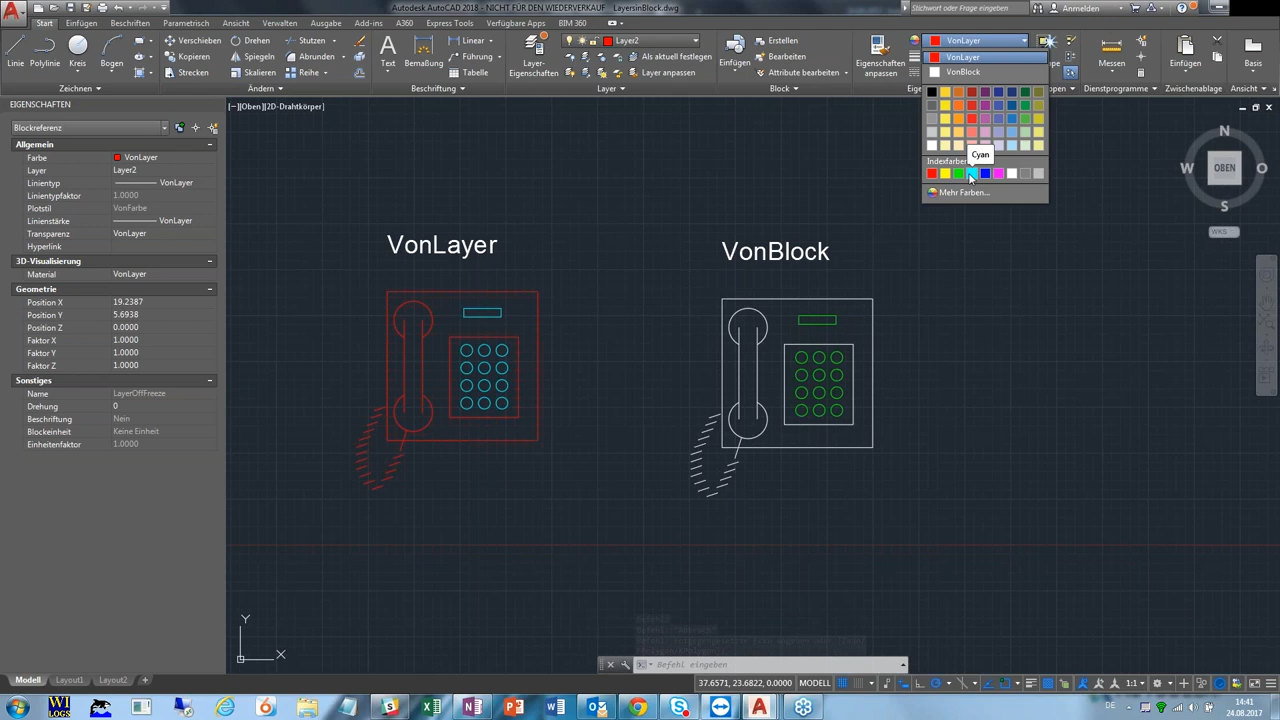 Autodesk AutoCAD 2018 - NICHT FÜR DEN WIEDERVERKAUF LayersinBlock.dwg
Stichwort oder Frage eingeben
Anmelden
Start Einfügen Beschriften Parametrisch Ansicht Verwalten Ausgabe Add-ins A360 Express Tools Verfügbare Apps BIM 360
Linie Polylinie Kreis Bogen
Verschieben Drehen Stutzen
Kopieren Spiegeln Abrunden
Strecken Skalieren Reihe
Text Bemaßung
Linear
Führung
Tabelle
Layer-Eigenschaften
Layer2
Als aktuellen festlegen
Layer anpassen
Einfügen
Erstellen
Bearbeiten
Attribute bearbeiten
Eigenschaften anpassen
VonLayer
Messen
Einfügen
Basis
Zeichnen Ändern Beschriftung Layer Block
Dienstprogramme Zwischenablage
VonLayer
VonBlock
Cyan
Indexfarben
Mehr Farben...
EIGENSCHAFTEN
[−][Oben][2D-Drahtkörper]
Blockreferenz
Allgemein
Farbe VonLayer
Layer Layer2
Linientyp VonLayer
Linientypfaktor 1.0000
Plotstil VonFarbe
Linienstärke VonLayer
Transparenz VonLayer
Hyperlink
3D-Visualisierung
Material VonLayer
Geometrie
Position X 19.2387
Position Y 5.6938
Position Z 0.0000
Faktor X 1.0000
Faktor Y 1.0000
Faktor Z 1.0000
Sonstiges
Name LayerOffFreeze
Drehung 0
Beschriftung Nein
Blockeinheit Keine Einheit
Einheitenfaktor 1.0000
VonLayer
VonBlock
N
W OBEN O
S
WKS
Y
X
Befehl eingeben
Modell Layout1 Layout2 +
37.6571, 23.6822, 0.0000 MODELL
1:1
Dezimal
WI
LOGS
DE
14:41
24.08.2017